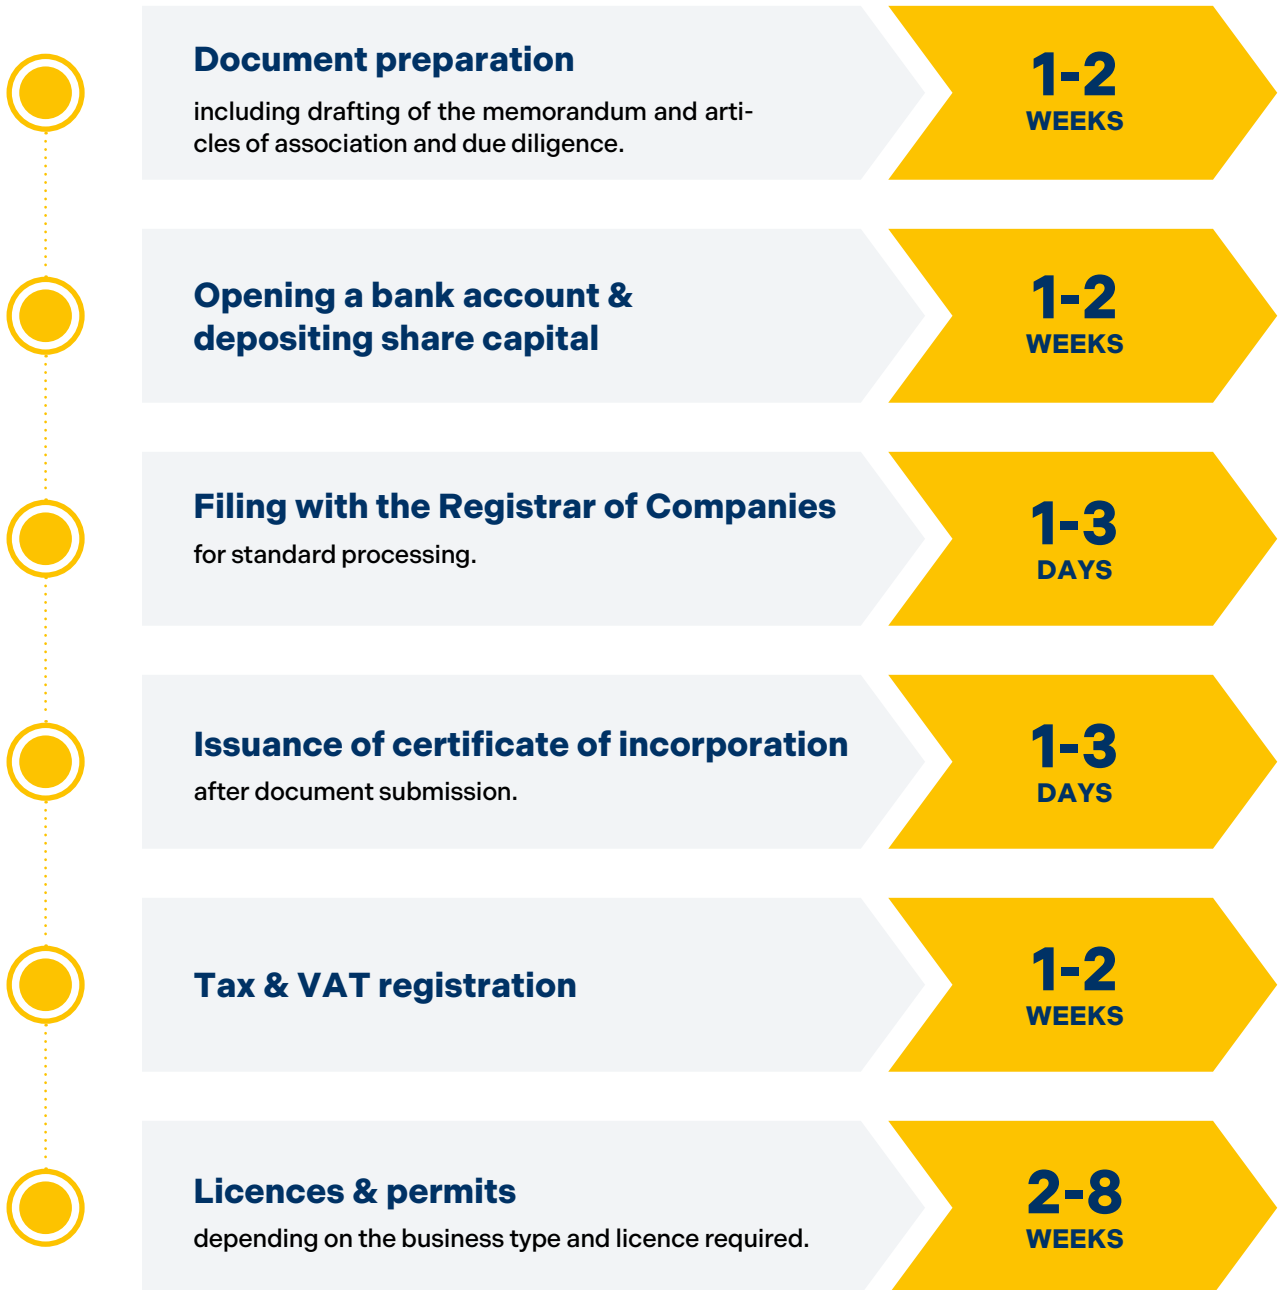 Document preparation
including drafting of the memorandum and arti-
cles of association and due diligence.
1-2
WEEKS
Opening a bank account &
depositing share capital
1-2
WEEKS
Filing with the Registrar of Companies
for standard processing.
1-3
DAYS
Issuance of certificate of incorporation
after document submission.
1-3
DAYS
Tax & VAT registration
1-2
WEEKS
Licences & permits
depending on the business type and licence required.
2-8
WEEKS